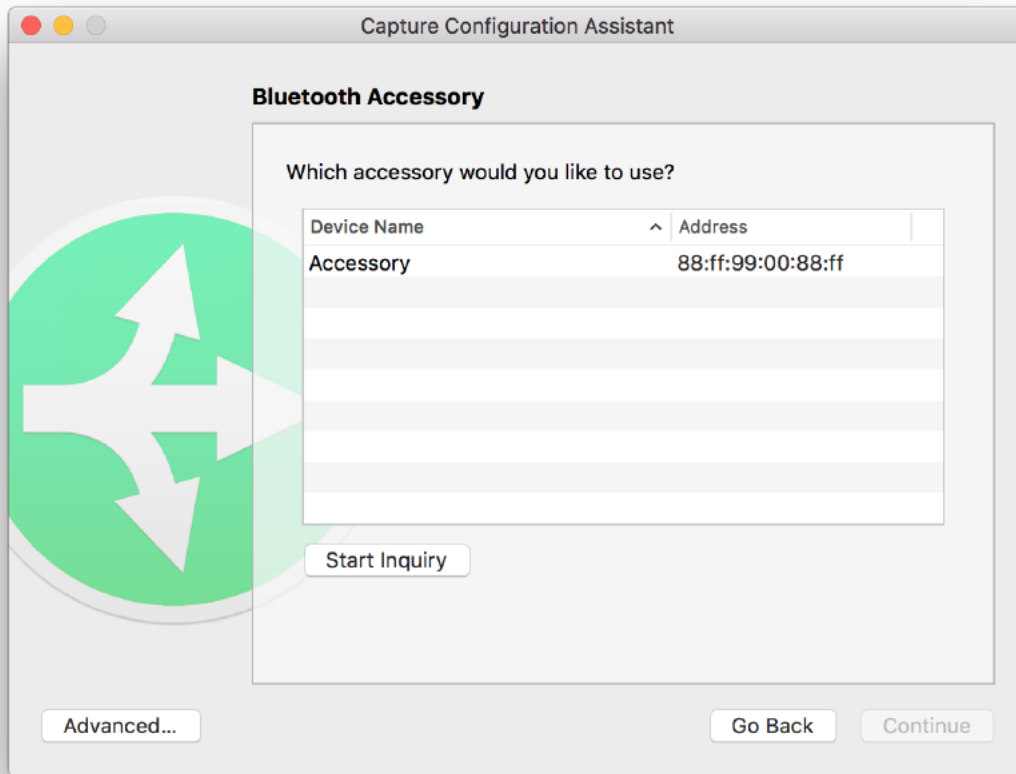 Capture Configuration Assistant
Bluetooth Accessory
Which accessory would you like to use?
Device Name Address
Accessory 88:ff:99:00:88:ff
Start Inquiry
Advanced... Go Back Continue